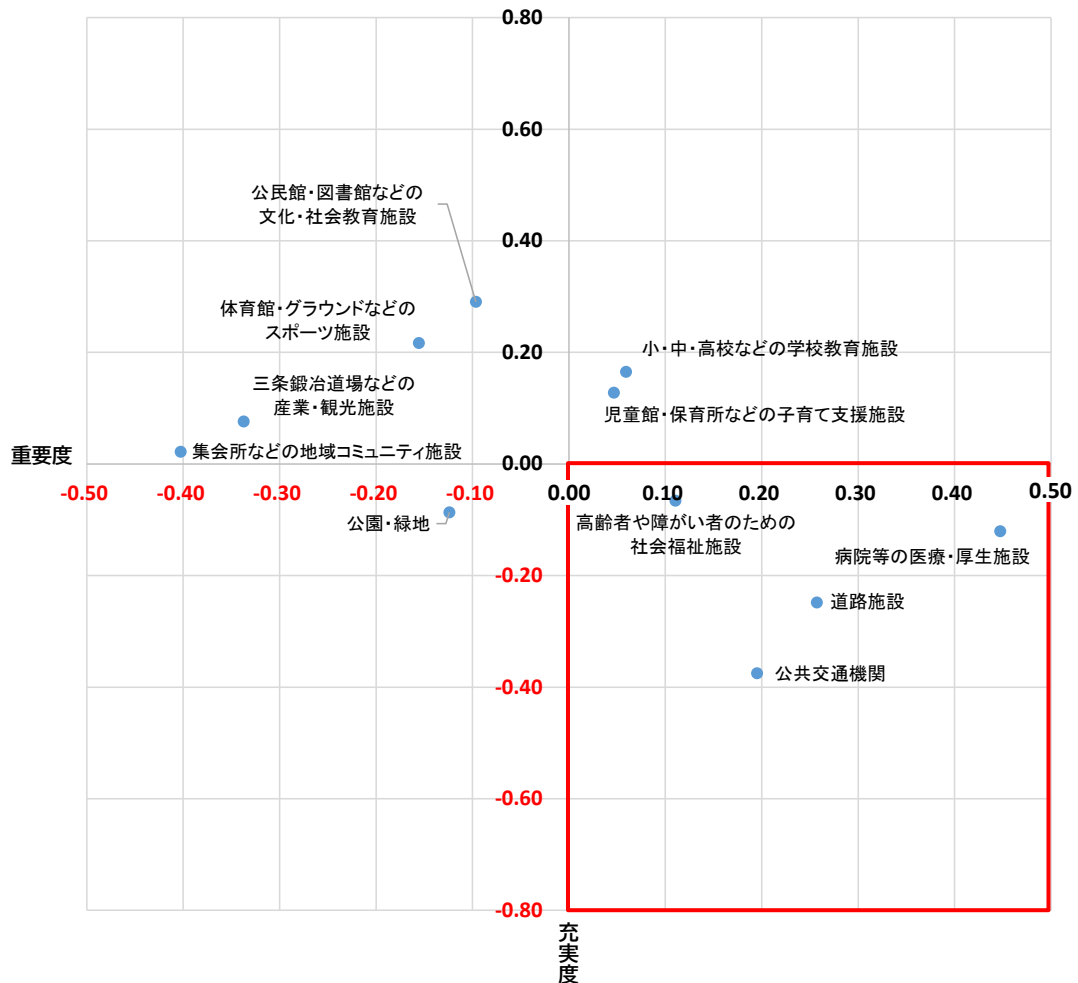 0.80
0.60
公民館・図書館などの
文化・社会教育施設
0.40
体育館・グラウンドなどの
スポーツ施設
0.20
小・中・高校などの学校教育施設
三条鍛冶道場などの
産業・観光施設
児童館・保育所などの子育て支援施設
重要度
集会所などの地域コミュニティ施設
0.00
-0.50
-0.40
-0.30
-0.20
-0.10
0.00
0.10
0.20
0.30
0.40
0.50
公園・緑地
高齢者や障がい者のための
社会福祉施設
病院等の医療・厚生施設
-0.20
道路施設
公共交通機関
-0.40
-0.60
-0.80
充実度